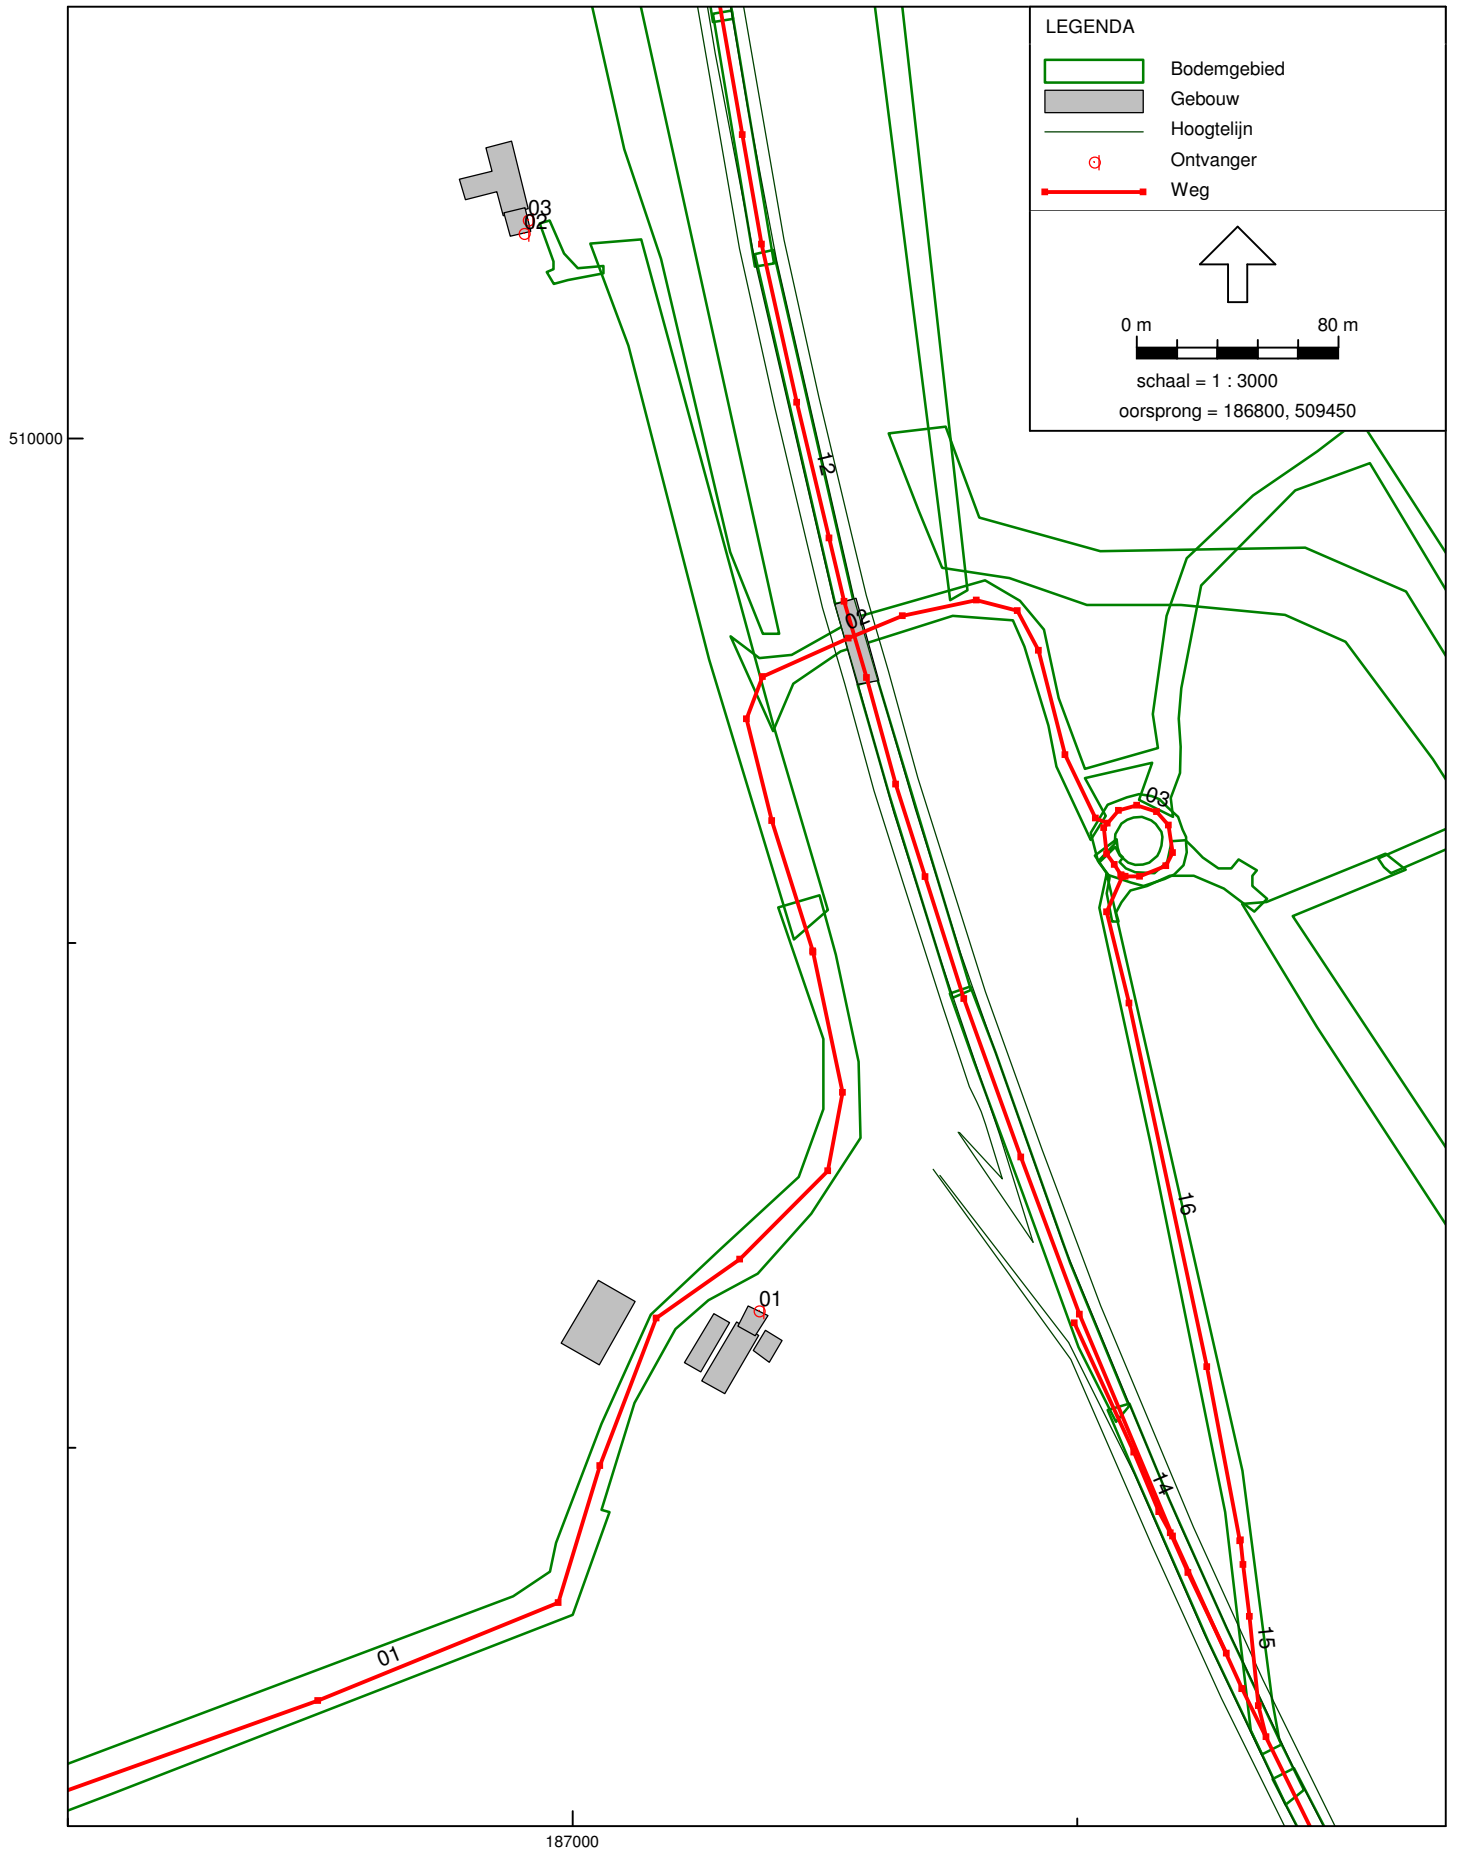 LEGENDA
Bodemgebied
Gebouw
Hoogtelijn
Ontvanger
Weg
0 m 80 m
schaal = 1 : 3000
oorsprong = 186800, 509450
03
02
510000
12
02
03
16
01
14
15
01
187000